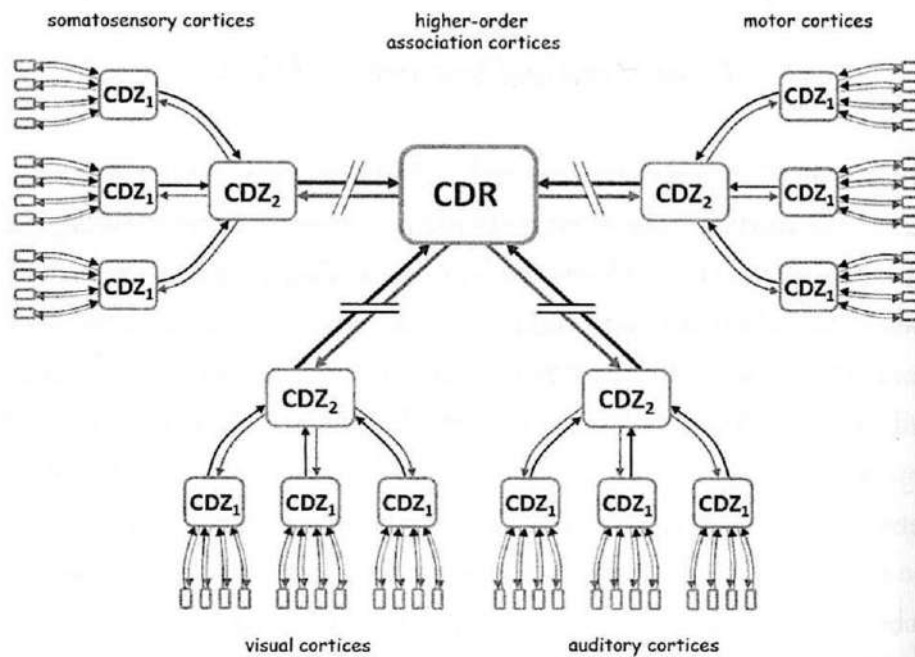 somatosensory cortices
higher-order
association cortices
motor cortices
CDZ₁
CDZ₁
CDZ₁
CDZ₁
CDZ₂
CDR
CDZ₂
CDZ₁
CDZ₁
CDZ₂
CDZ₂
CDZ₁
CDZ₁
CDZ₁
CDZ₁
CDZ₁
CDZ₁
visual cortices
auditory cortices